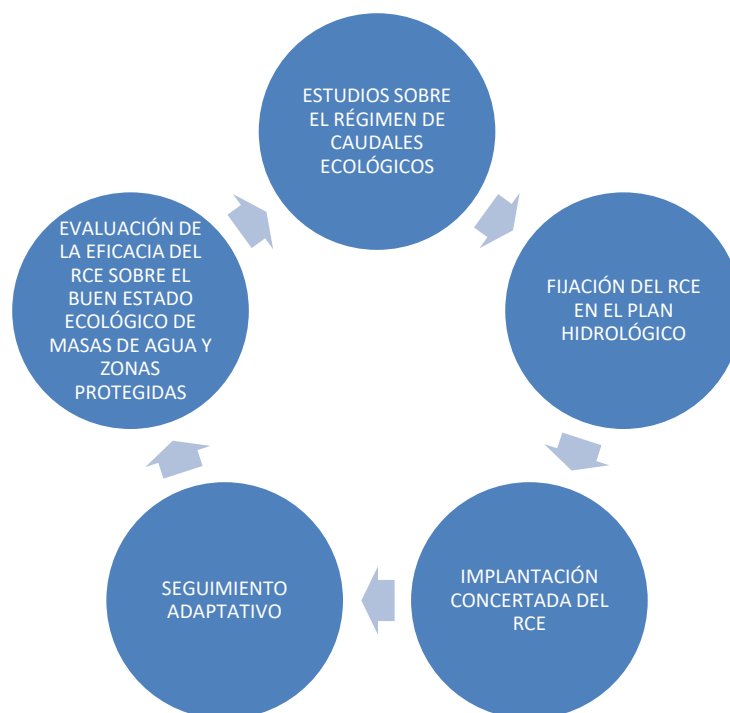 ESTUDIOS SOBRE
EL RÉGIMEN DE
CAUDALES
ECOLÓGICOS
FIJACIÓN DEL RCE
EN EL PLAN
HIDROLÓGICO
IMPLANTACIÓN
CONCERTADA DEL
RCE
SEGUIMIENTO
ADAPTATIVO
EVALUACIÓN DE
LA EFICACIA DEL
RCE SOBRE EL
BUEN ESTADO
ECOLÓGICO DE
MASAS DE AGUA Y
ZONAS
PROTEGIDAS